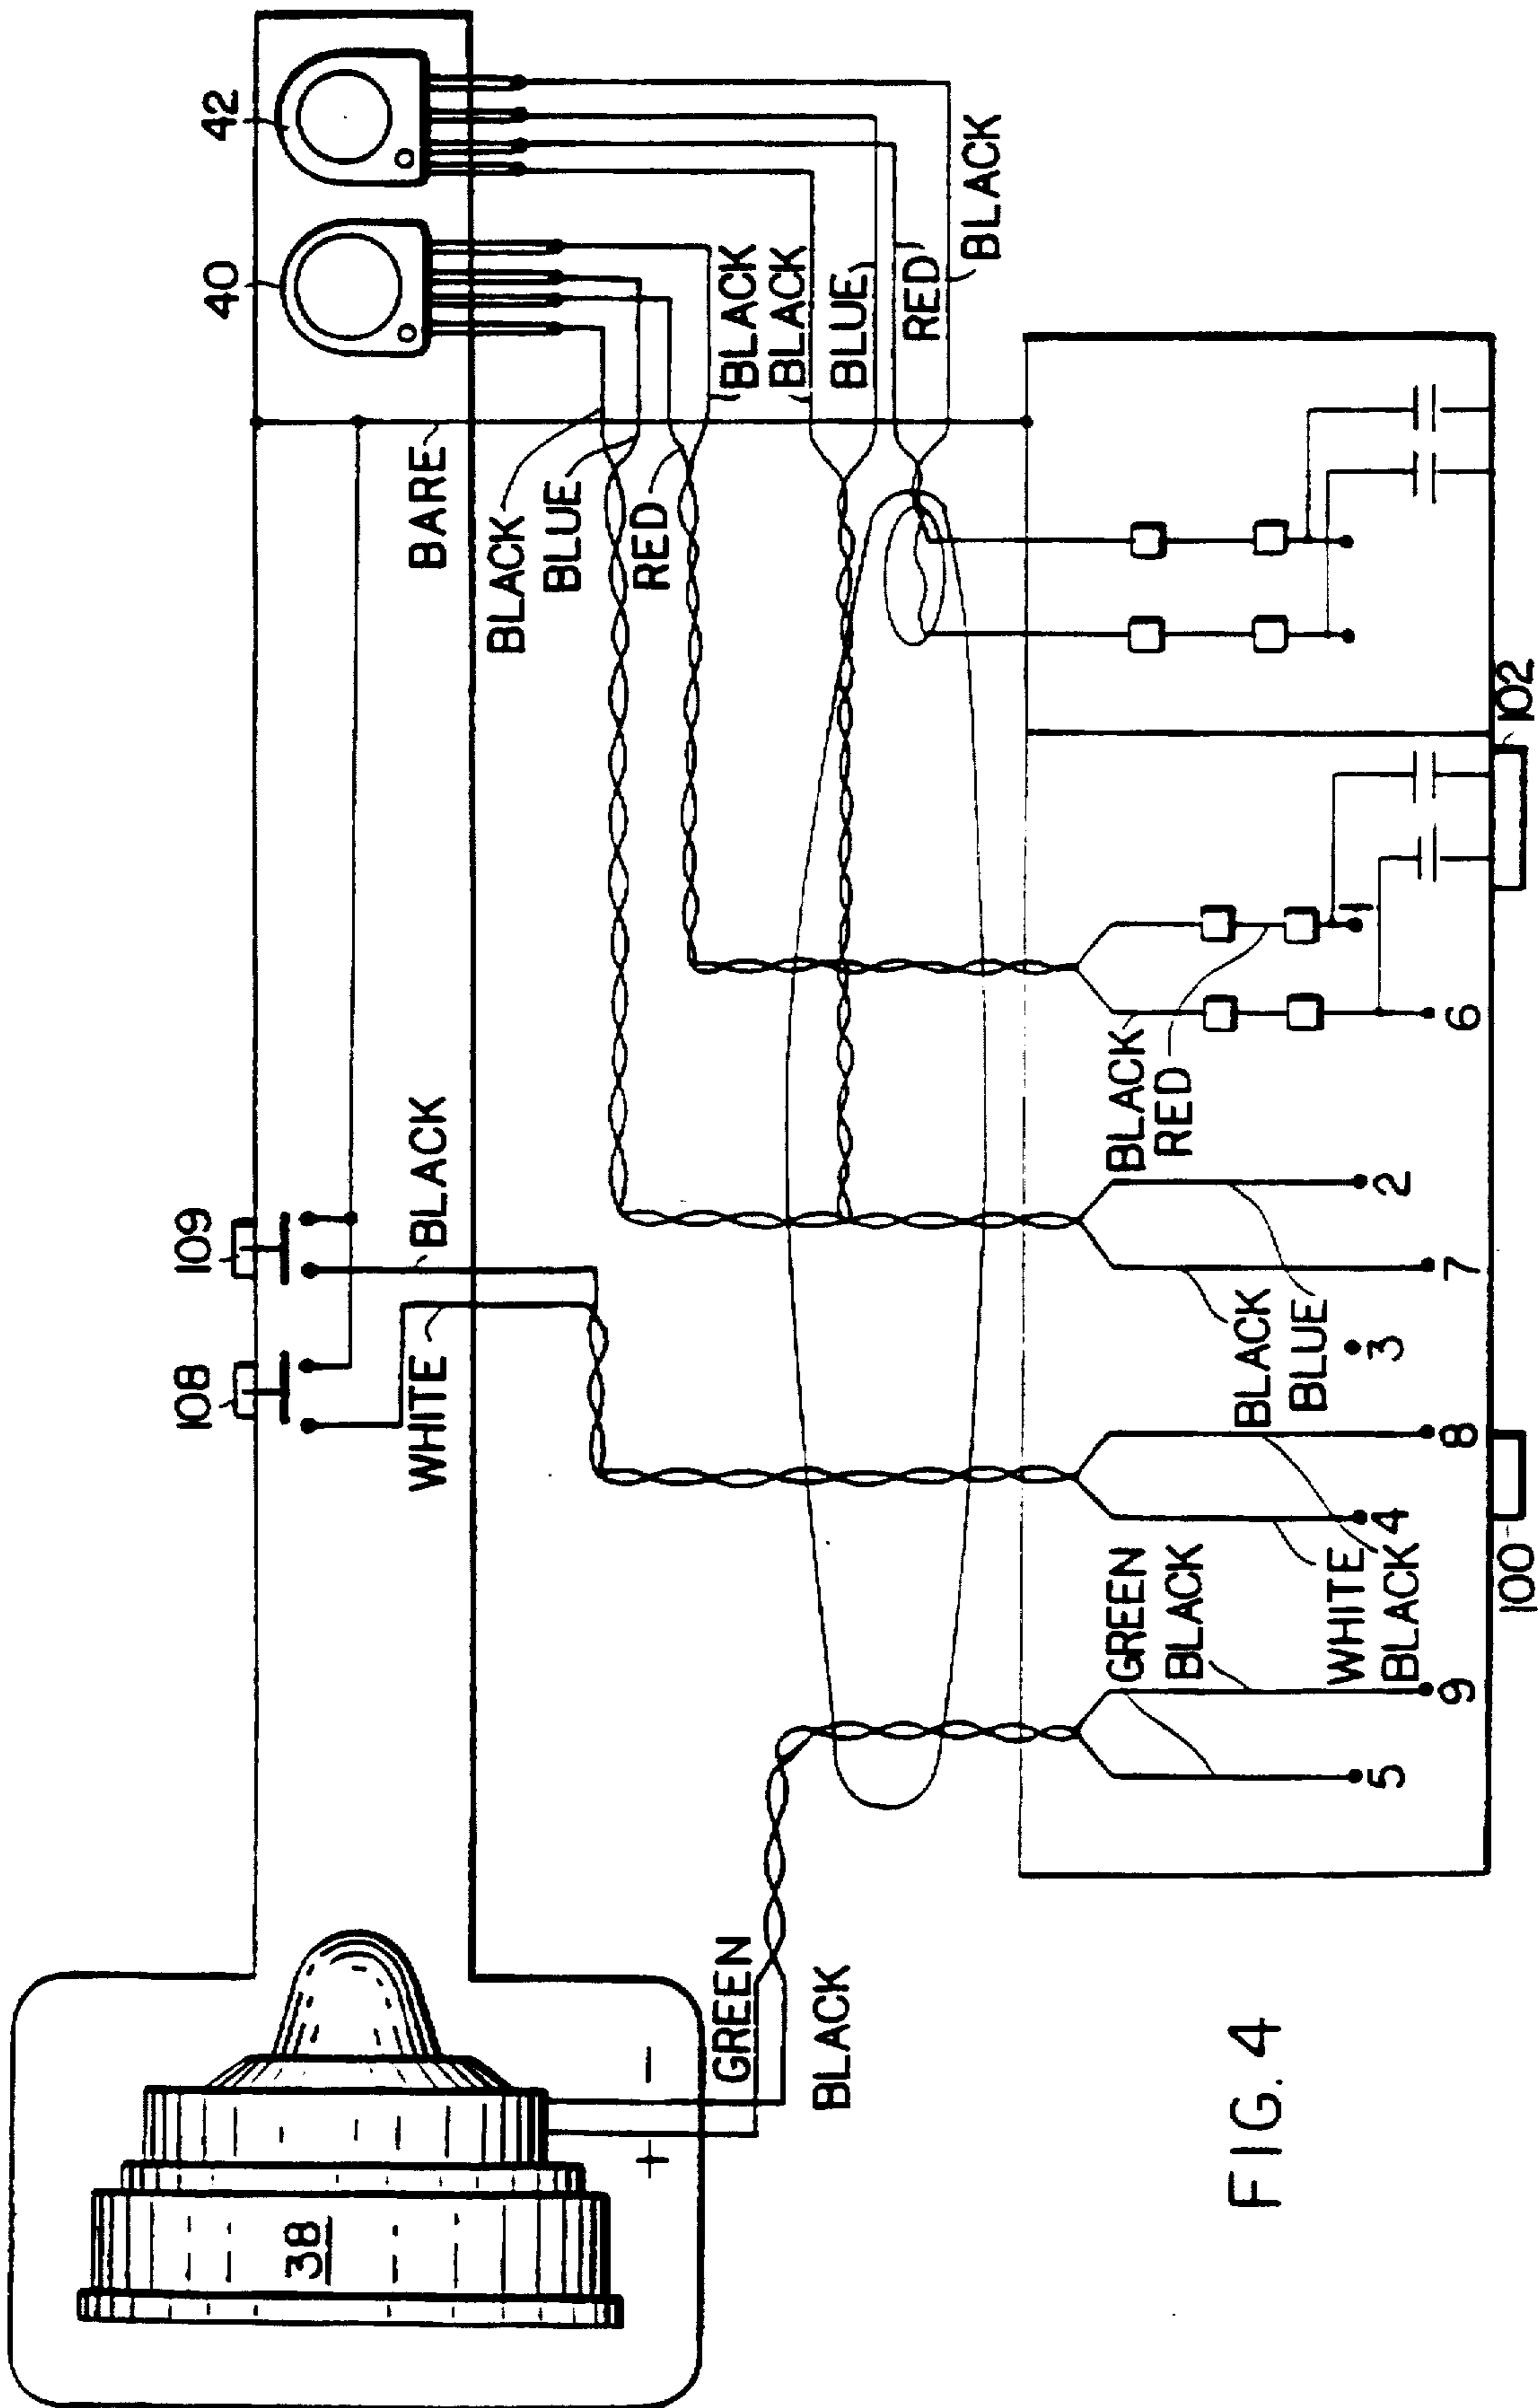 42
40
BLACK
BLACK
BLUE
RED
BLACK
BARE
BLACK
BLUE
RED
109
108
BLACK
WHITE
102
1
6
BLACK
RED
2
7
BLACK
BLUE
3
8
4
WHITE
BLACK
100
GREEN
BLACK
9
5
GREEN
BLACK
- +
38
FIG. 4